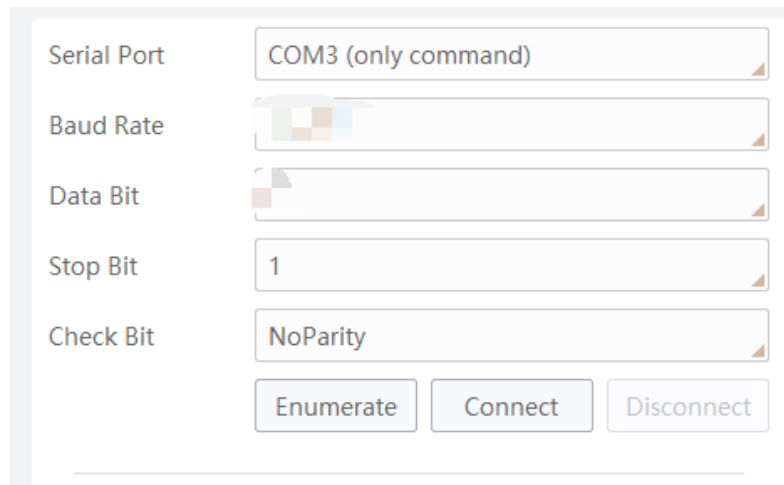 Serial Port COM3 (only command)
Baud Rate
Data Bit
Stop Bit 1
Check Bit NoParity
Enumerate Connect Disconnect